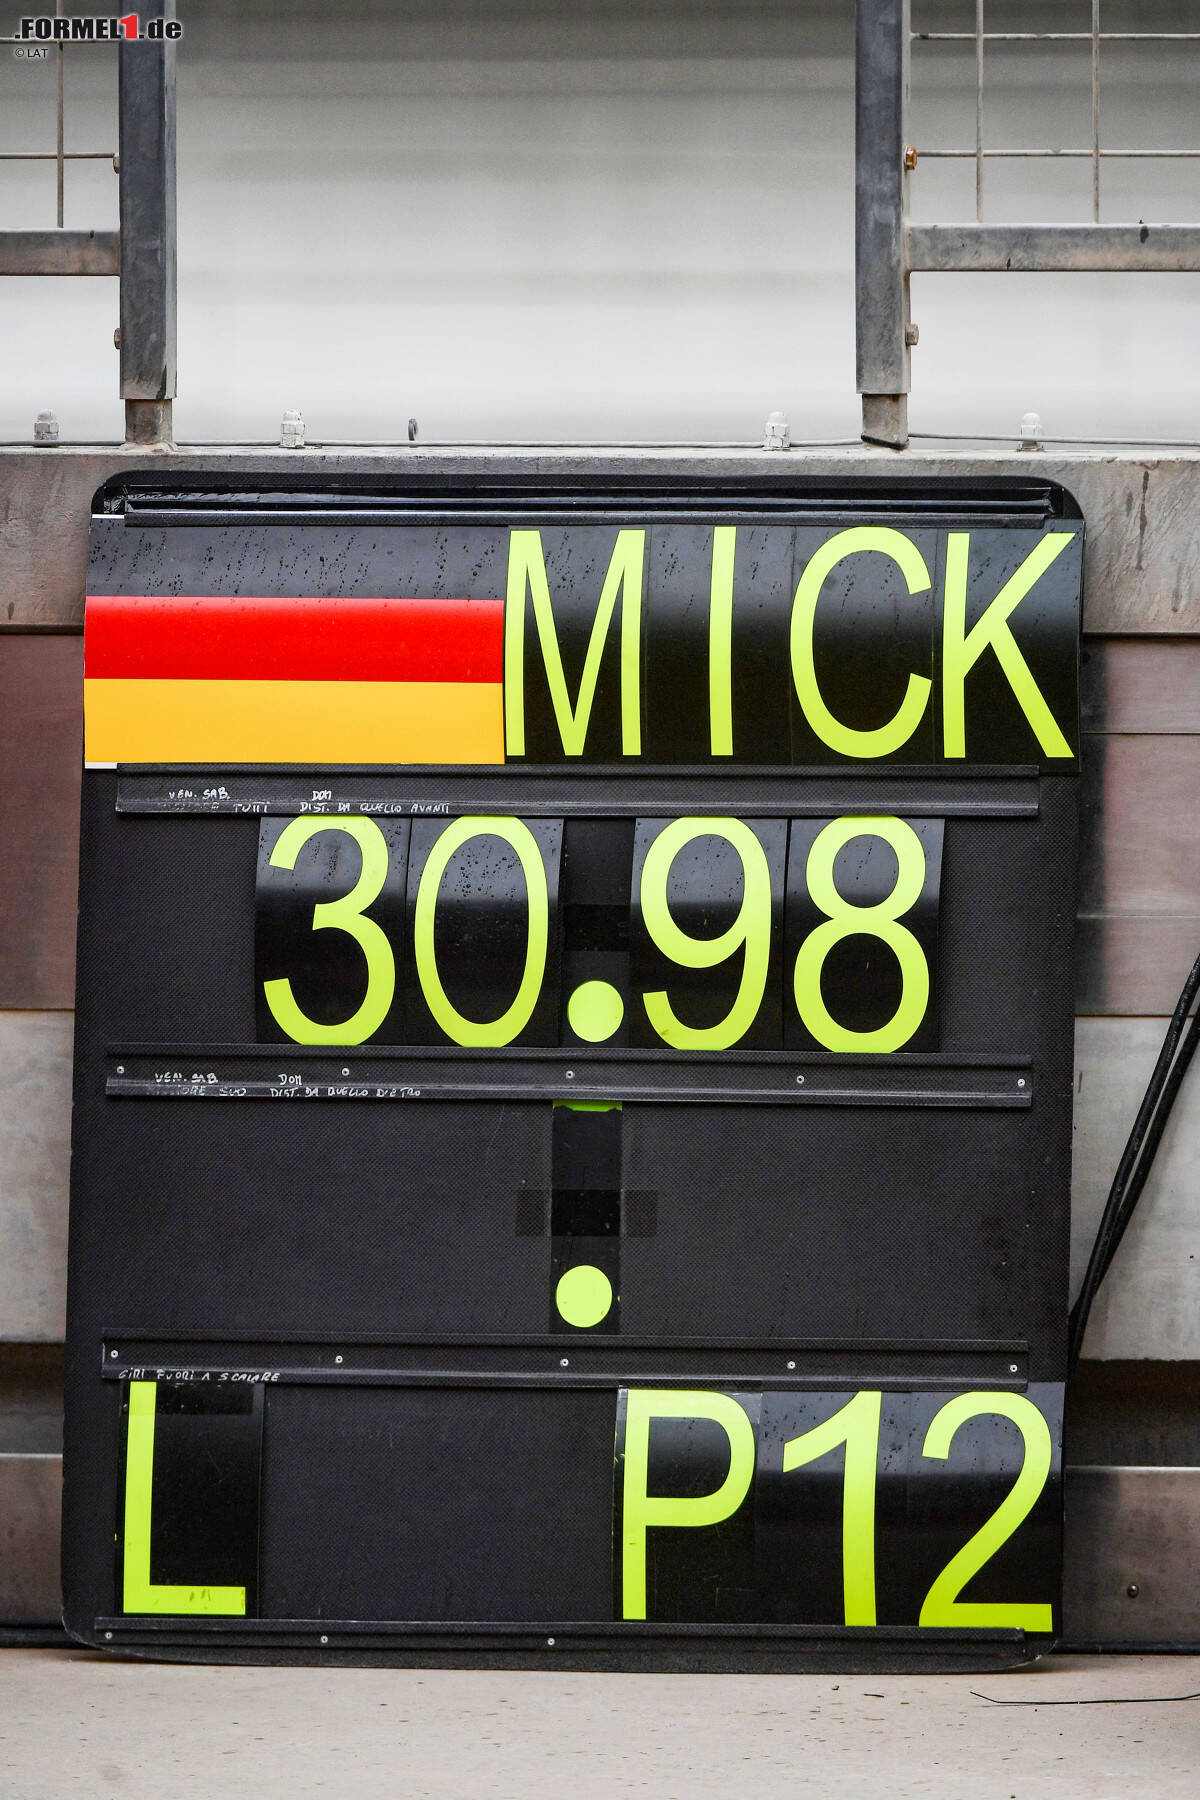 .FORMEL1.de
© LAT
MICK
VEN. SAB. DOM
TUTTI DIST. DA QUELLO AVANTI
30.98
VEN. SAB. DOM
SUO DIST. DA QUELLO DIETRO
.
GIRI FUORI A SCALARE
L P12